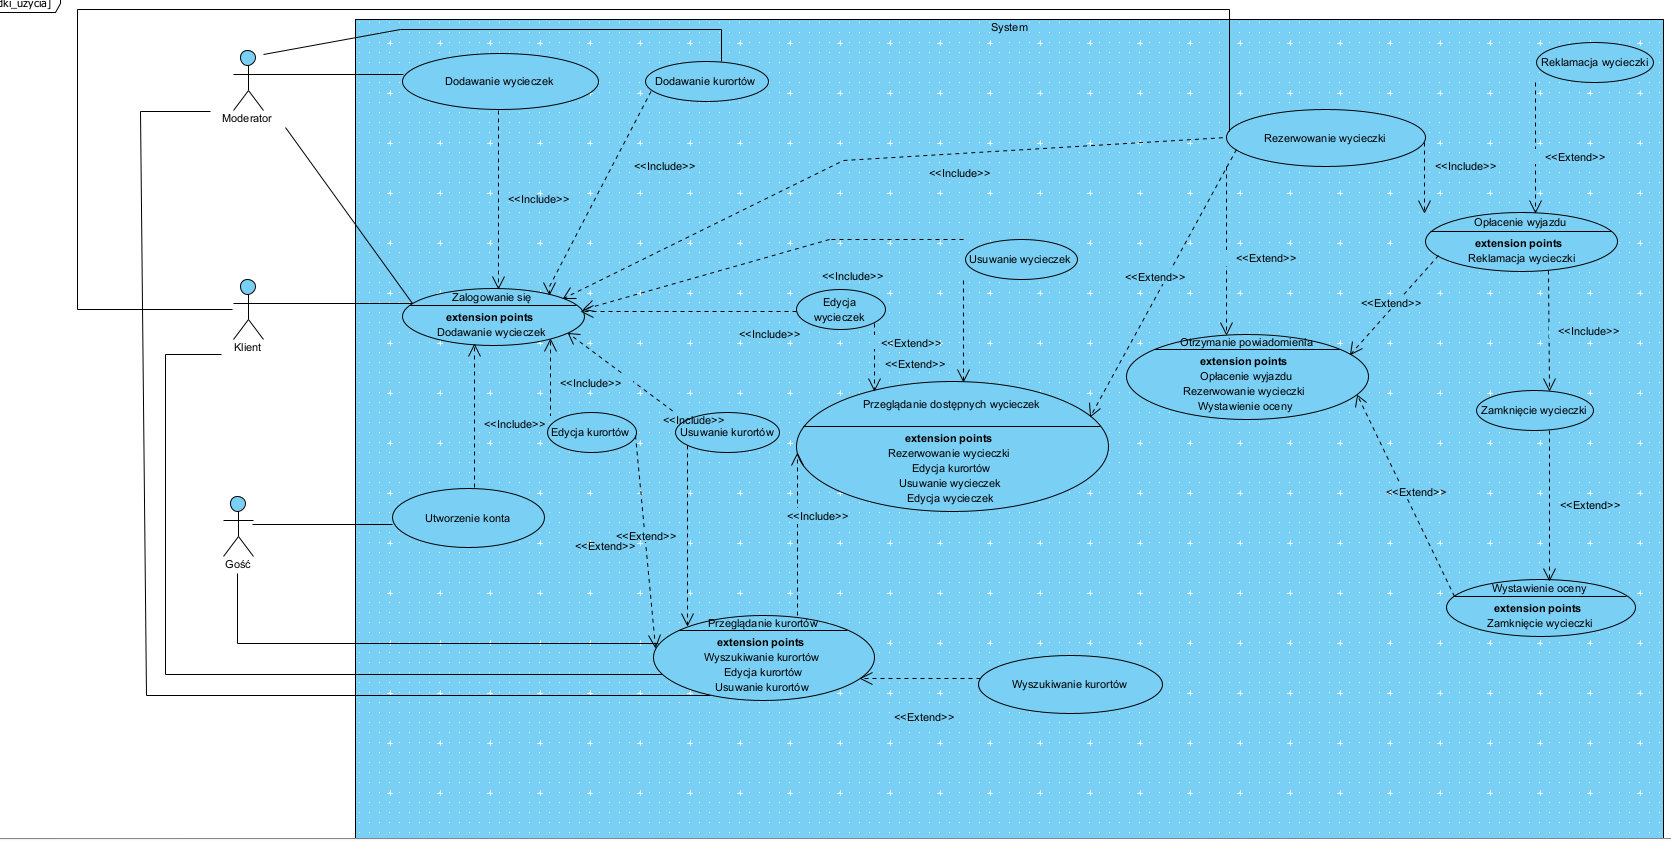 dki_użycia]
System
Reklamacja wycieczki
Dodawanie wycieczek
Dodawanie kurortów
Moderator
Rezerwowanie wycieczki
<<Include>>
<<Include>>
<<Extend>>
<<Include>>
<<Include>>
Opłacenie wyjazdu
extension points
Reklamacja wycieczki
Usuwanie wycieczek
<<Extend>>
<<Include>>
<<Extend>>
Zalogowanie się
extension points
Dodawanie wycieczek
Edycja
wycieczek
<<Extend>>
<<Include>>
<<Include>>
<<Extend>>
<<Extend>>
Klient
Otrzymanie powiadomienia
extension points
Opłacenie wyjazdu
Rezerwowanie wycieczki
Wystawienie oceny
<<Include>>
Przeglądanie dostępnych wycieczek
extension points
Rezerwowanie wycieczki
Edycja kurortów
Usuwanie wycieczek
Edycja wycieczek
Zamknięcie wycieczki
<<Include>>
<<Include>>
Edycja kurortów
Usuwanie kurortów
<<Extend>>
<<Extend>>
Utworzenie konta
<<Include>>
<<Extend>>
<<Extend>>
Gość
Wystawienie oceny
extension points
Zamknięcie wycieczki
Przeglądanie kurortów
extension points
Wyszukiwanie kurortów
Edycja kurortów
Usuwanie kurortów
Wyszukiwanie kurortów
<<Extend>>